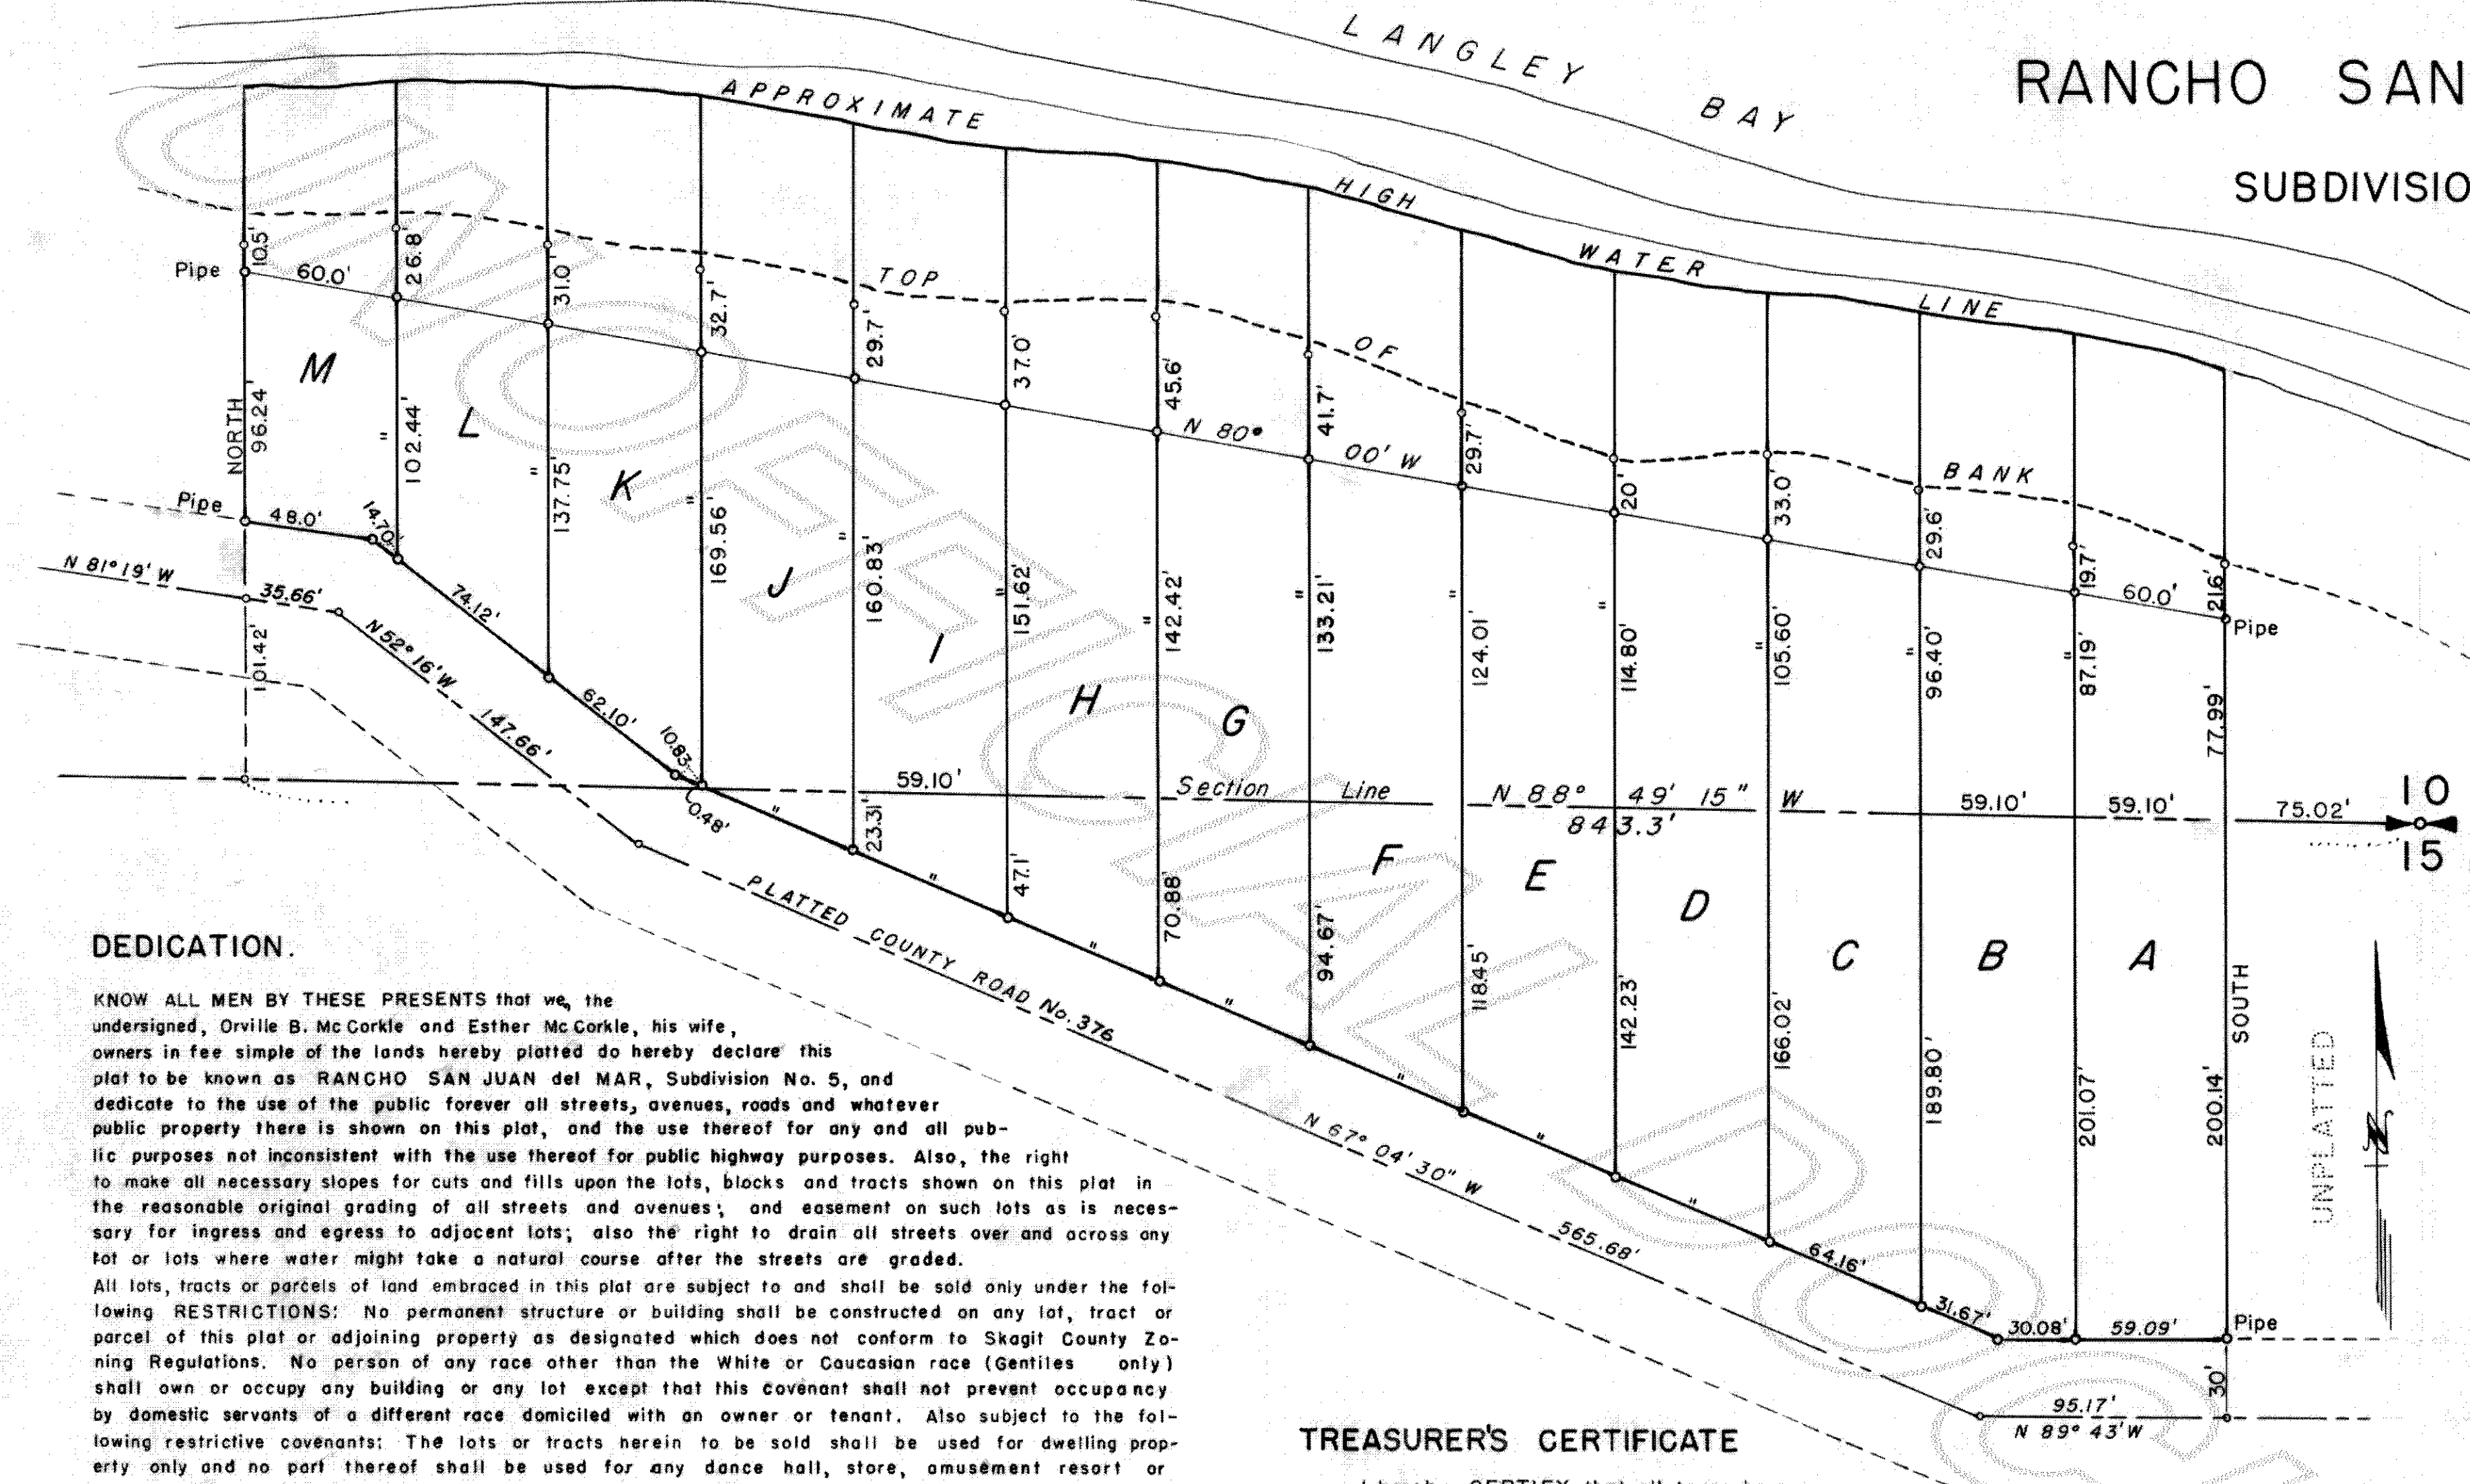 LANGLEY BAY
RANCHO SAN
SUBDIVISIO
APPROXIMATE HIGH WATER LINE
TOP OF BANK
Pipe
60.0'
10.5'
26.8'
31.0'
32.7'
29.7'
37.0'
45.6'
41.7'
29.7'
20'
33.0'
29.6'
19.7'
21.6'
N 80° 00' W
60.0'
Pipe
M
L
K
J
I
H
G
F
E
D
C
B
A
NORTH
96.24'
" 102.44'
" 137.75'
" 169.56'
" 160.83'
" 151.62'
" 142.42'
" 133.21'
" 124.01'
" 114.80'
" 105.60'
" 96.40'
" 87.19'
77.99'
Pipe
48.0'
14.70'
74.12'
62.10'
10.83'
0.48'
N 81° 19' W
35.66'
N 52° 16' W
147.66'
101.42'
59.10'
Section Line
N 88° 49' 15" W
843.3'
59.10'
59.10'
75.02'
10
15
23.31'
47.1'
70.88'
94.67'
118.45'
142.23'
166.02'
189.80'
201.07'
200.14'
SOUTH
UNPLATTED
N
" " " " " " " "
64.16'
31.67'
30.08'
59.09'
Pipe
30'
PLATTED COUNTY ROAD No. 376
N 67° 04' 30" W
565.68'
95.17'
N 89° 43' W
UNOFFICIAL DOC
DEDICATION.
KNOW ALL MEN BY THESE PRESENTS that we, the
undersigned, Orville B. McCorkle and Esther McCorkle, his wife,
owners in fee simple of the lands hereby platted do hereby declare this
plat to be known as RANCHO SAN JUAN del MAR, Subdivision No. 5, and
dedicate to the use of the public forever all streets, avenues, roads and whatever
public property there is shown on this plat, and the use thereof for any and all pub-
lic purposes not inconsistent with the use thereof for public highway purposes. Also, the right
to make all necessary slopes for cuts and fills upon the lots, blocks and tracts shown on this plat in
the reasonable original grading of all streets and avenues; and easement on such lots as is neces-
sary for ingress and egress to adjacent lots; also the right to drain all streets over and across any
lot or lots where water might take a natural course after the streets are graded.
All lots, tracts or parcels of land embraced in this plat are subject to and shall be sold only under the fol-
lowing RESTRICTIONS: No permanent structure or building shall be constructed on any lot, tract or
parcel of this plat or adjoining property as designated which does not conform to Skagit County Zo-
ning Regulations. No person of any race other than the White or Caucasian race (Gentiles only)
shall own or occupy any building or any lot except that this covenant shall not prevent occupancy
by domestic servants of a different race domiciled with an owner or tenant. Also subject to the fol-
lowing restrictive covenants: The lots or tracts herein to be sold shall be used for dwelling prop-
erty only and no part thereof shall be used for any dance hall, store, amusement resort or
TREASURER'S CERTIFICATE